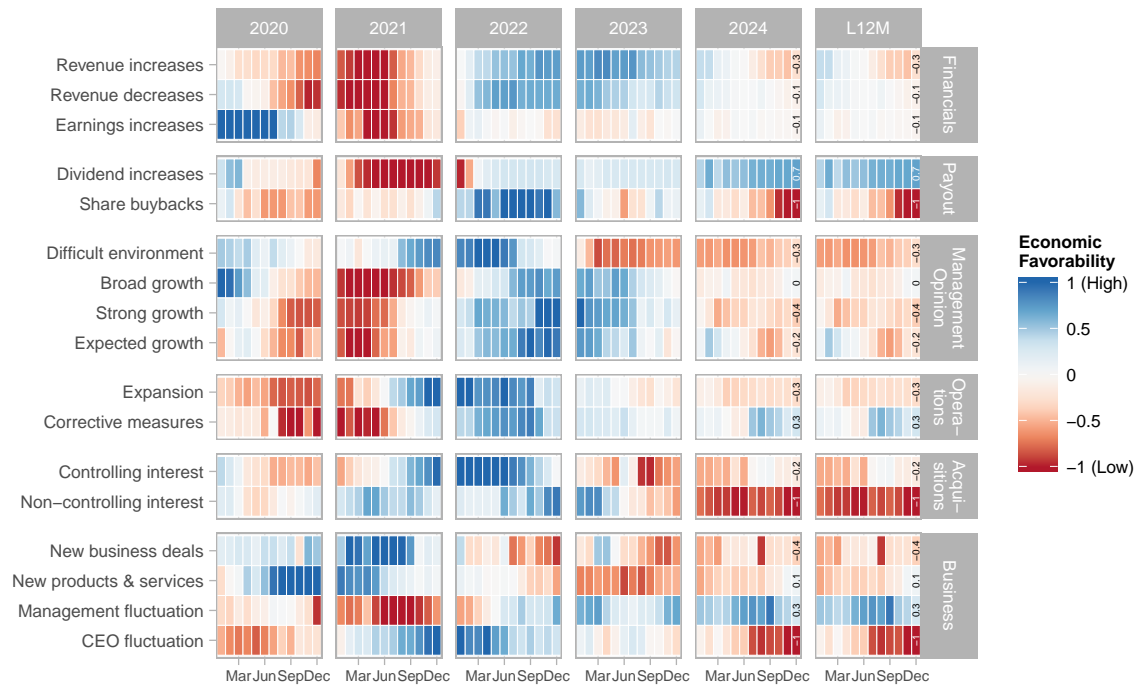 2020 2021 2022 2023 2024 L12M
Revenue increases −0.3 −0.3
Revenue decreases −0.1 −0.1
Earnings increases −0.1 −0.1
Financials
Dividend increases 0.7 0.7
Share buybacks −1 −1
Payout
Difficult environment −0.3 −0.3
Broad growth 0 0
Strong growth −0.4 −0.4
Expected growth −0.2 −0.2
Management
Opinion
Expansion −0.3 −0.3
Corrective measures 0.3 0.3
Opera−
tions
Controlling interest −0.2 −0.2
Non−controlling interest −1 −1
Acqui−
sitions
New business deals −0.4 −0.4
New products & services 0.1 0.1
Management fluctuation 0.3 0.3
CEO fluctuation −1 −1
Business
Mar Jun Sep Dec Mar Jun Sep Dec Mar Jun Sep Dec Mar Jun Sep Dec Mar Jun Sep Dec Mar Jun Sep Dec
Economic
Favorability
1 (High)
0.5
0
−0.5
−1 (Low)